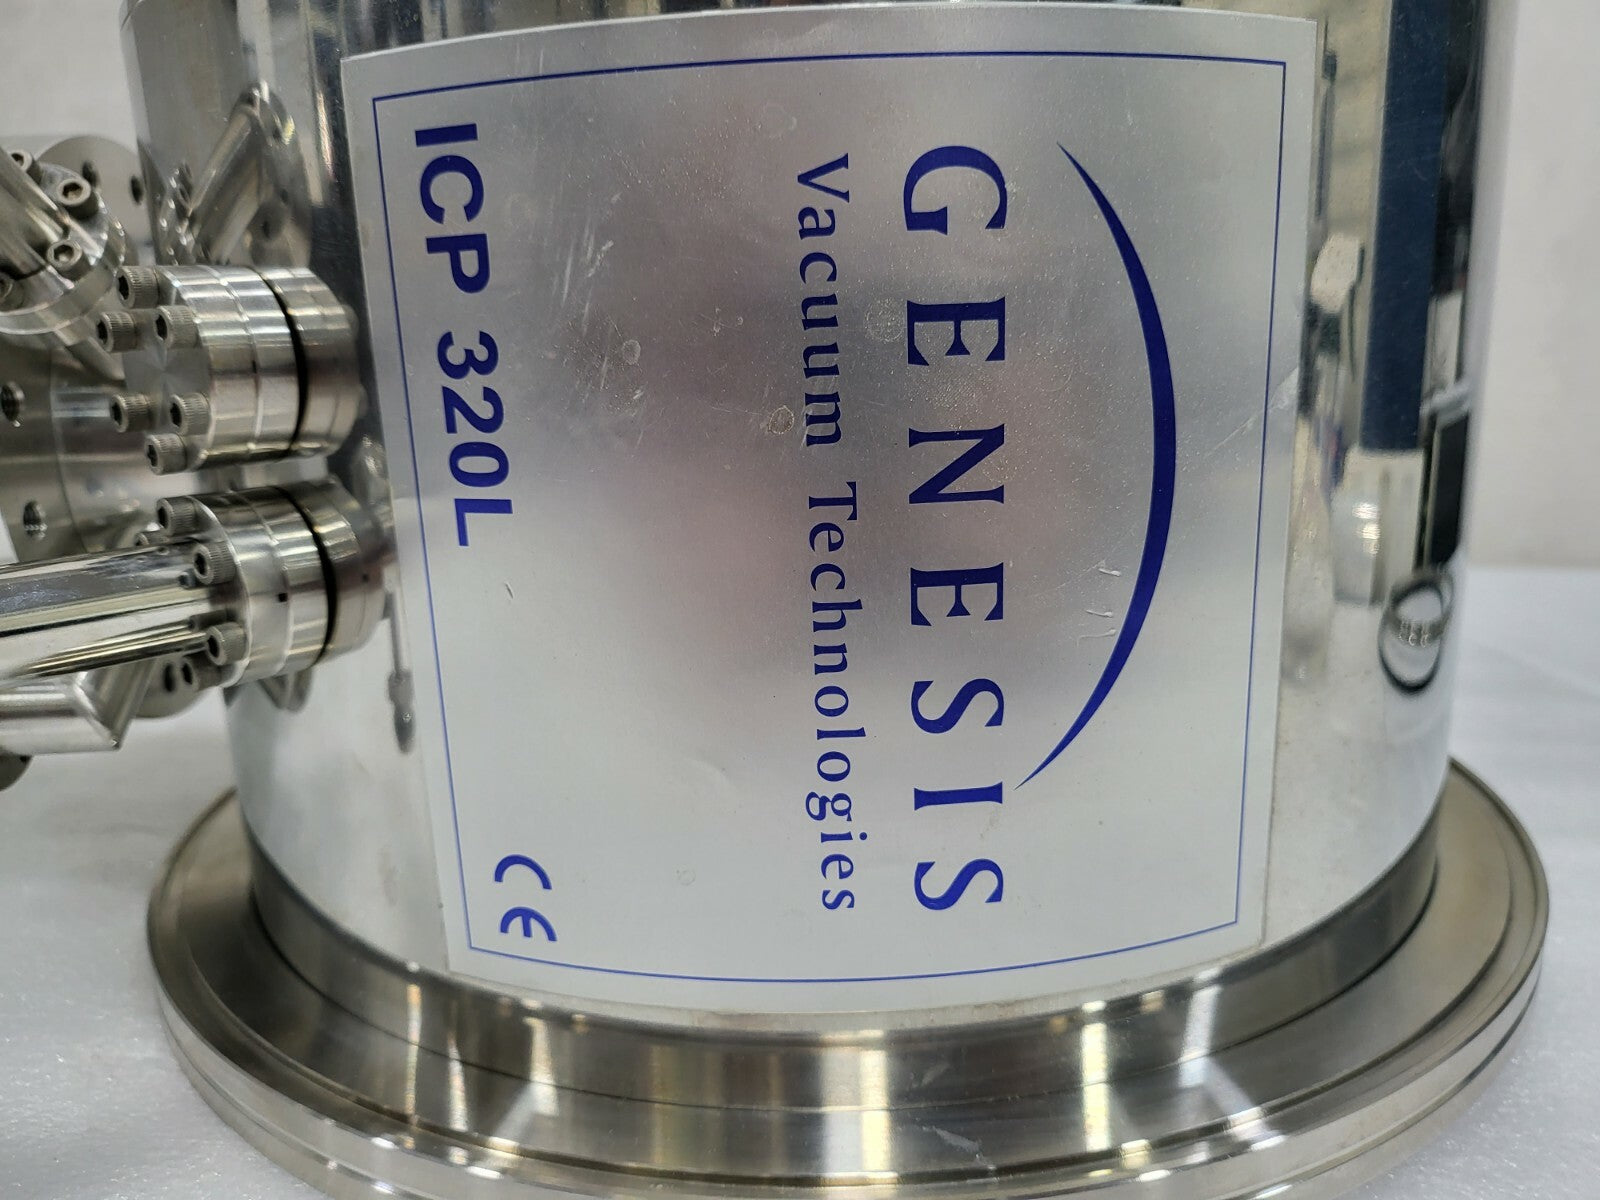 GENESIS
Vacuum Technologies
ICP 320L
CE